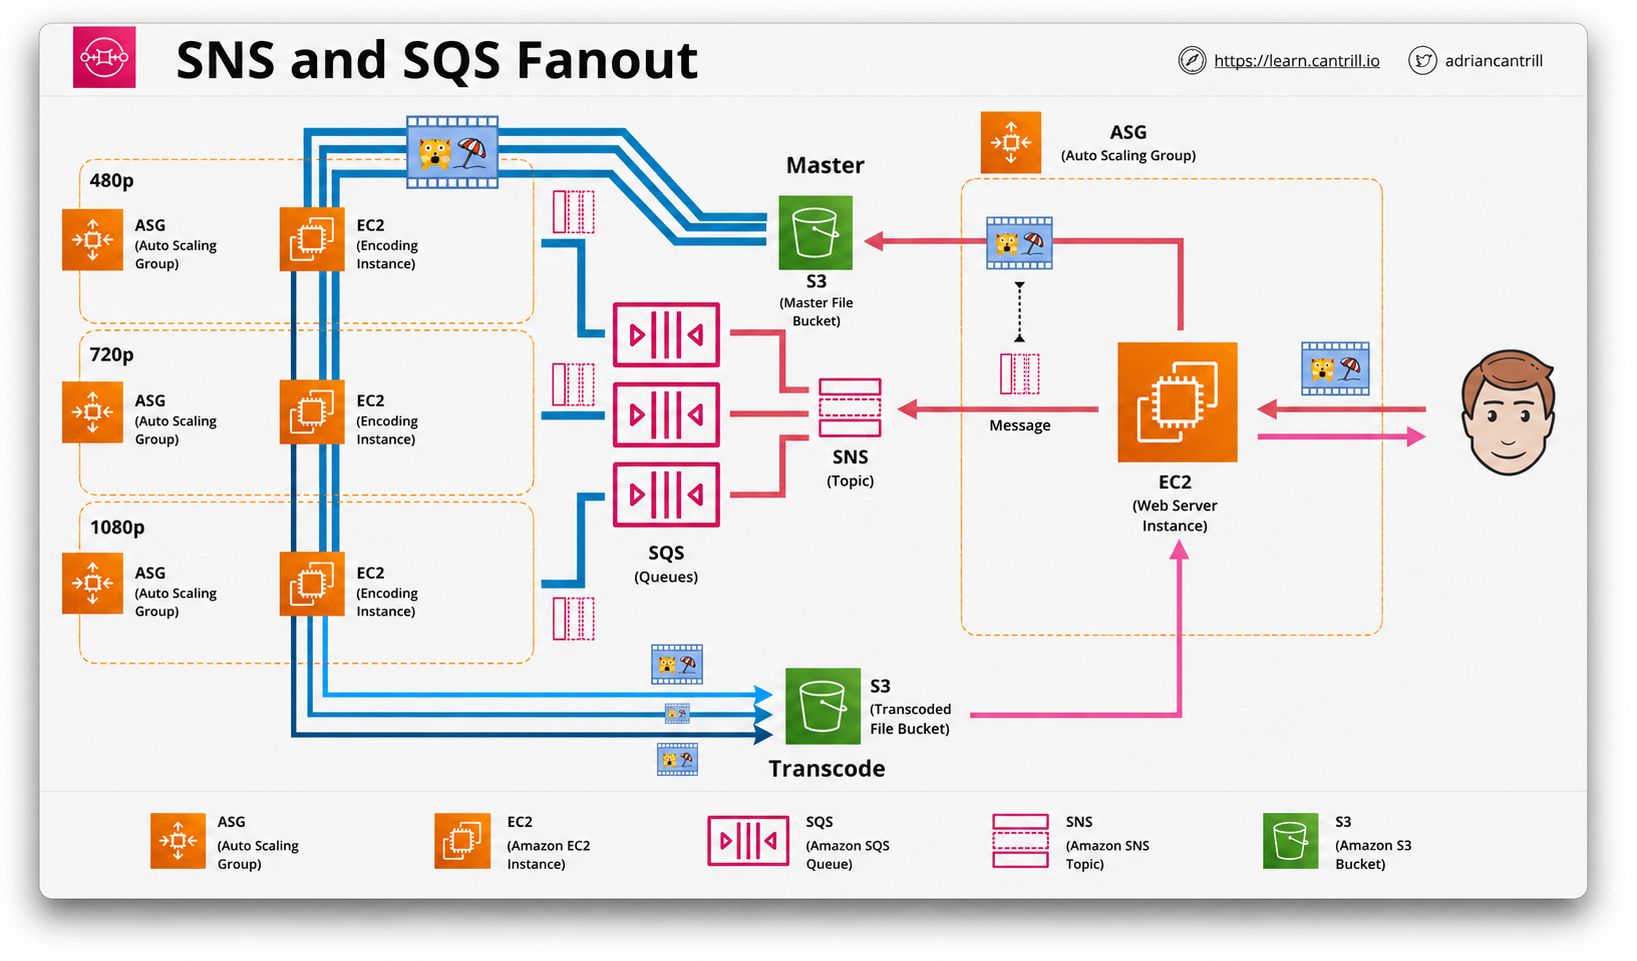 SNS and SQS Fanout
https://learn.cantrill.io
adriancantrill
480p
ASG
(Auto Scaling
Group)
EC2
(Encoding
Instance)
720p
ASG
(Auto Scaling
Group)
EC2
(Encoding
Instance)
1080p
ASG
(Auto Scaling
Group)
EC2
(Encoding
Instance)
SQS
(Queues)
Master
S3
(Master File
Bucket)
SNS
(Topic)
S3
(Transcoded
File Bucket)
Transcode
ASG
(Auto Scaling Group)
Message
EC2
(Web Server
Instance)
ASG
(Auto Scaling
Group)
EC2
(Amazon EC2
Instance)
SQS
(Amazon SQS
Queue)
SNS
(Amazon SNS
Topic)
S3
(Amazon S3
Bucket)